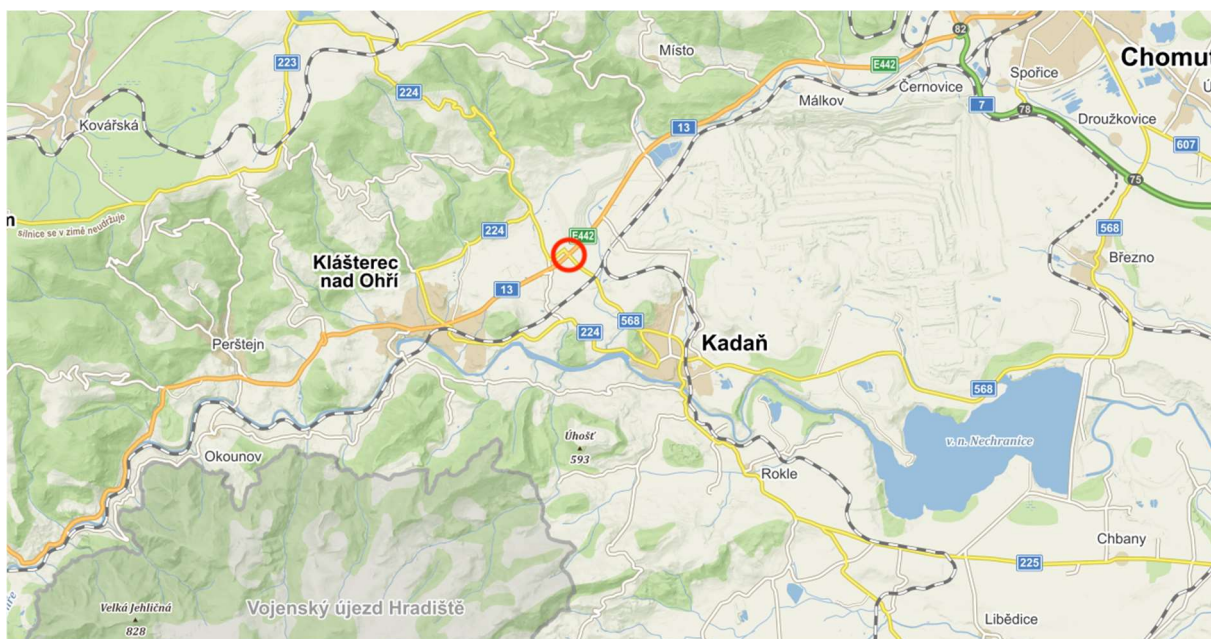 82
Chomut
Místo
E442
Spořice
Ú
223
Černovice
224
Málkov
7
78
Droužkovice
Kovářská
13
607
75
m
silnice se v zimě neudržuje
224
568
E442
Březno
Klášterec
nad Ohří
13
568
224
Perštejn
Kadaň
568
Úhošť
593
v. n. Nechranice
Okounov
Rokle
Chbany
225
Velká Jehličná
828
Vojenský újezd Hradiště
Libědice